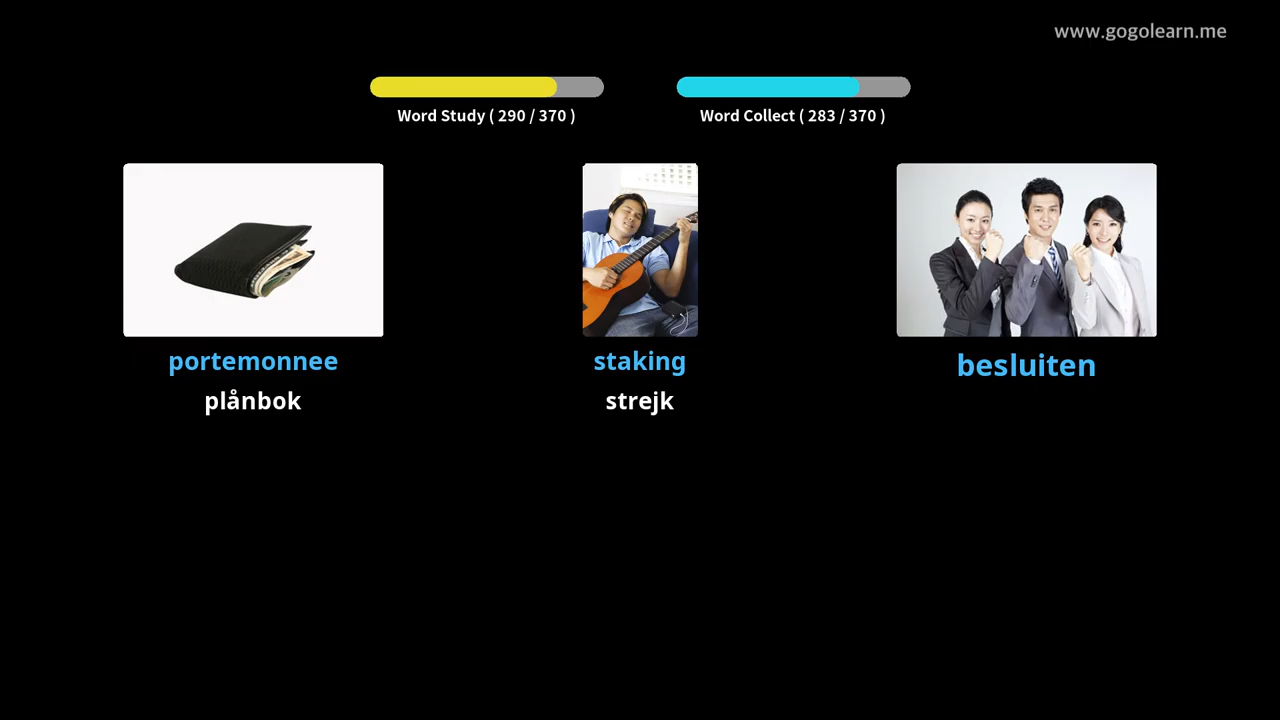 www.gogolearn.me
Word Study ( 290 / 370 )
Word Collect ( 283 / 370 )
portemonnee
plånbok
staking
strejk
besluiten